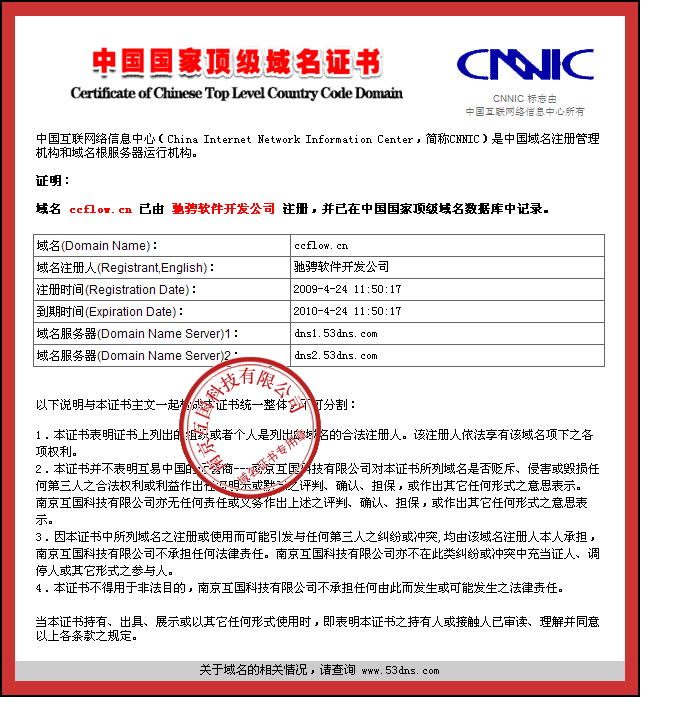 中国国家顶级域名证书
Certificate of Chinese Top Level Country Code Domain
CNNIC
CNNIC 标志由
中国互联网络信息中心所有
中国互联网络信息中心（China Internet Network Information Center，简称CNNIC）是中国域名注册管理
机构和域名根服务器运行机构。
证明：
域名 ccflow.cn 已由 驰骋软件开发公司 注册，并已在中国国家顶级域名数据库中记录。
域名(Domain Name)： ccflow.cn
域名注册人(Registrant,English)： 驰骋软件开发公司
注册时间(Registration Date)： 2009-4-24 11:50:17
到期时间(Expiration Date)： 2010-4-24 11:50:17
域名服务器(Domain Name Server)1： dns1.53dns.com
域名服务器(Domain Name Server)2： dns2.53dns.com
以下说明与本证书主文一起构成本证书统一整体，不可分割：
南京互国科技有限公司
域名证书专用章
1．本证书表明证书上列出的组织或者个人是列出的域名的合法注册人。该注册人依法享有该域名项下之各
项权利。
2．本证书并不表明互易中国的运营商---南京互国科技有限公司对本证书所列域名是否贬斥、侵害或毁损任
何第三人之合法权利或利益作出任何明示或默示之评判、确认、担保，或作出其它任何形式之意思表示。
南京互国科技有限公司亦无任何责任或义务作出上述之评判、确认、担保，或作出其它任何形式之意思表
示。
3．因本证书中所列域名之注册或使用而可能引发与任何第三人之纠纷或冲突,均由该域名注册人本人承担，
南京互国科技有限公司不承担任何法律责任。南京互国科技有限公司亦不在此类纠纷或冲突中充当证人、调
停人或其它形式之参与人。
4．本证书不得用于非法目的，南京互国科技有限公司不承担任何由此而发生或可能发生之法律责任。
当本证书持有、出具、展示或以其它任何形式使用时，即表明本证书之持有人或接触人已审读、理解并同意
以上各条款之规定。
关于域名的相关情况，请查询 www.53dns.com